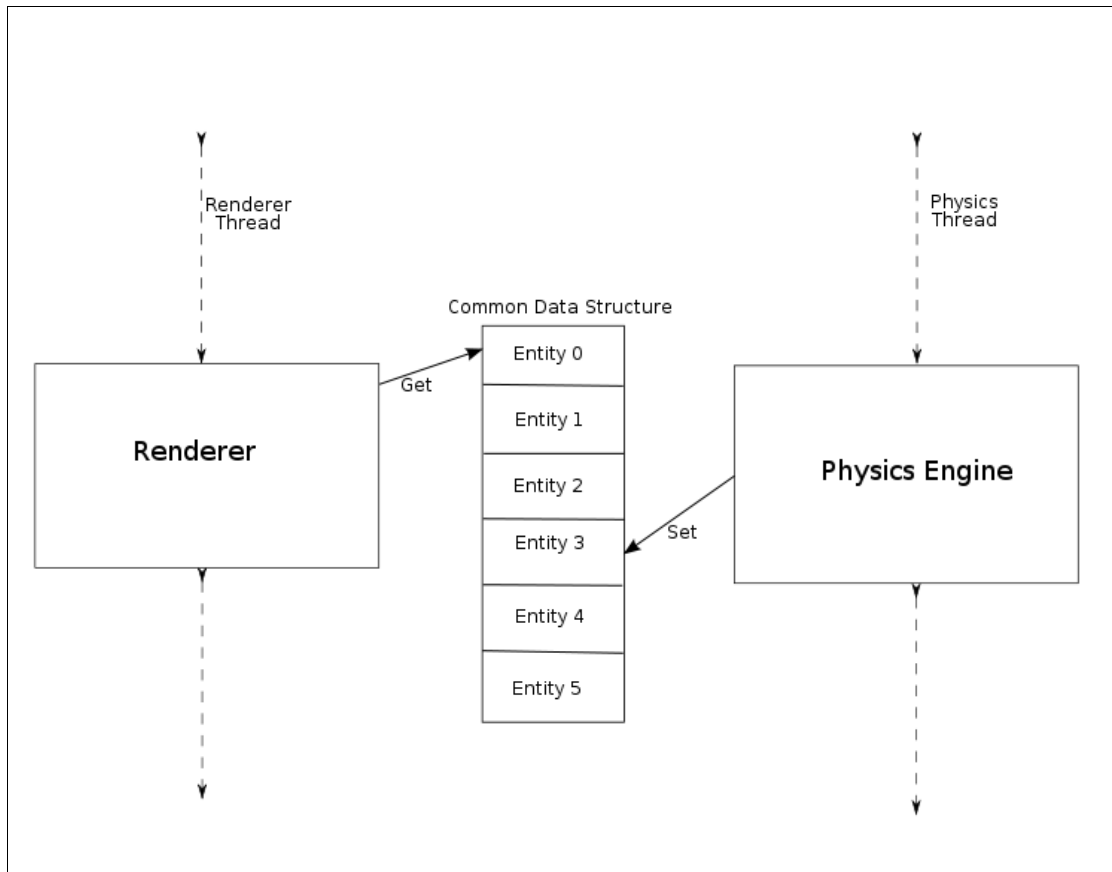 Renderer
Thread
Physics
Thread
Common Data Structure
Entity 0
Get
Entity 1
Renderer
Entity 2
Physics Engine
Entity 3
Set
Entity 4
Entity 5